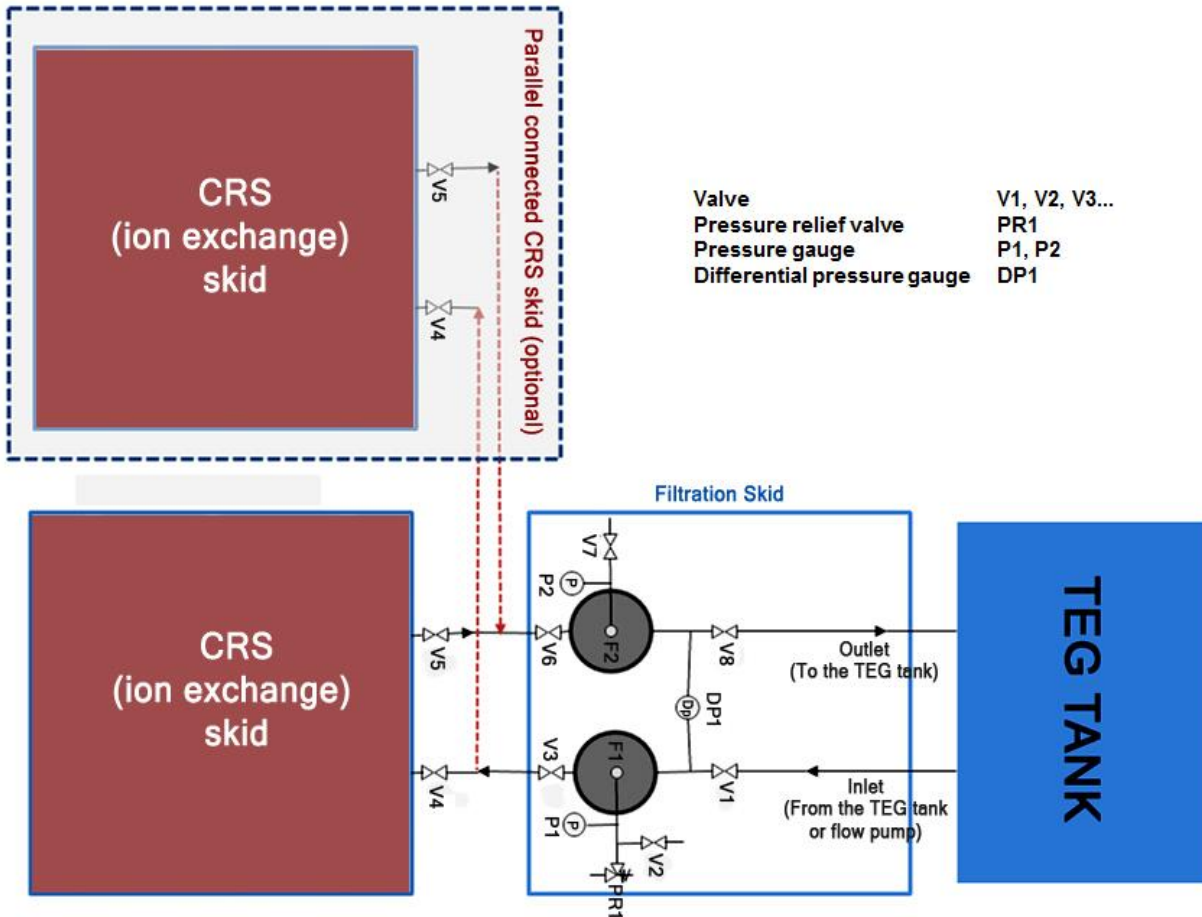 CRS
(ion exchange)
skid
V5
V4
Parallel connected CRS skid (optional)
Valve V1, V2, V3...
Pressure relief valve PR1
Pressure gauge P1, P2
Differential pressure gauge DP1
Filtration Skid
CRS
(ion exchange)
skid
V5
V4
V7
P2
P
F2
V6
V8
Outlet
(To the TEG tank)
DP1
Dp
V3
F1
V1
Inlet
(From the TEG tank
or flow pump)
P1
P
V2
PR1
TEG TANK